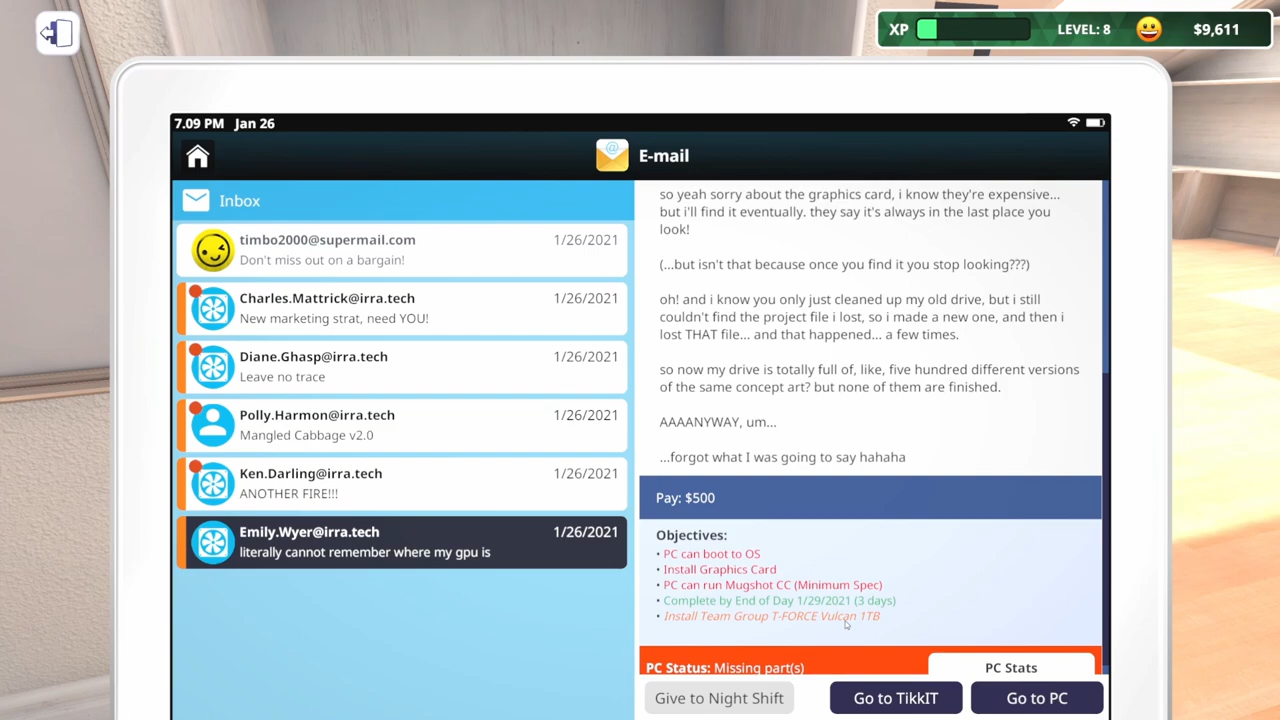 XP
LEVEL: 8
$9,611
7.09 PM Jan 26
E-mail
Inbox
timbo2000@supermail.com 1/26/2021
Don't miss out on a bargain!
Charles.Mattrick@irra.tech 1/26/2021
New marketing strat, need YOU!
Diane.Ghasp@irra.tech 1/26/2021
Leave no trace
Polly.Harmon@irra.tech 1/26/2021
Mangled Cabbage v2.0
Ken.Darling@irra.tech 1/26/2021
ANOTHER FIRE!!!
Emily.Wyer@irra.tech 1/26/2021
literally cannot remember where my gpu is
so yeah sorry about the graphics card, i know they're expensive...
but i'll find it eventually. they say it's always in the last place you
look!
(...but isn't that because once you find it you stop looking???)
oh! and i know you only just cleaned up my old drive, but i still
couldn't find the project file i lost, so i made a new one, and then i
lost THAT file... and that happened... a few times.
so now my drive is totally full of, like, five hundred different versions
of the same concept art? but none of them are finished.
AAAANYWAY, um...
...forgot what I was going to say hahaha
Pay: $500
Objectives:
• PC can boot to OS
• Install Graphics Card
• PC can run Mugshot CC (Minimum Spec)
• Complete by End of Day 1/29/2021 (3 days)
• Install Team Group T-FORCE Vulcan 1TB
PC Status: Missing part(s)
PC Stats
Give to Night Shift
Go to TikkIT
Go to PC